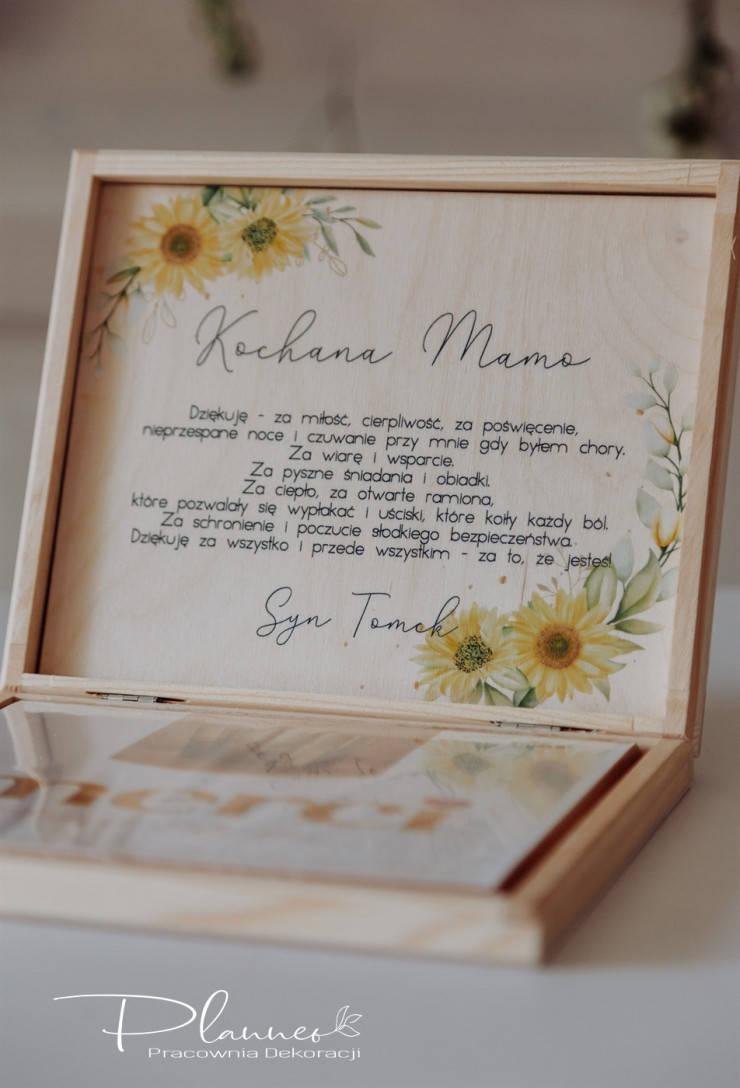 Kochana Mamo
Dziękuję - za miłość, cierpliwość, za poświęcenie,
nieprzespane noce i czuwanie przy mnie gdy byłem chory.
Za wiarę i wsparcie.
Za pyszne śniadania i obiadki.
Za ciepło, za otwarte ramiona,
które pozwalały się wypłakać i uściski, które koiły każdy ból.
Za schronienie i poczucie słodkiego bezpieczeństwa.
Dziękuję za wszystko i przede wszystkim - za to, że jesteś!
Syn Tomek
merci
Planneo
Pracownia Dekoracji